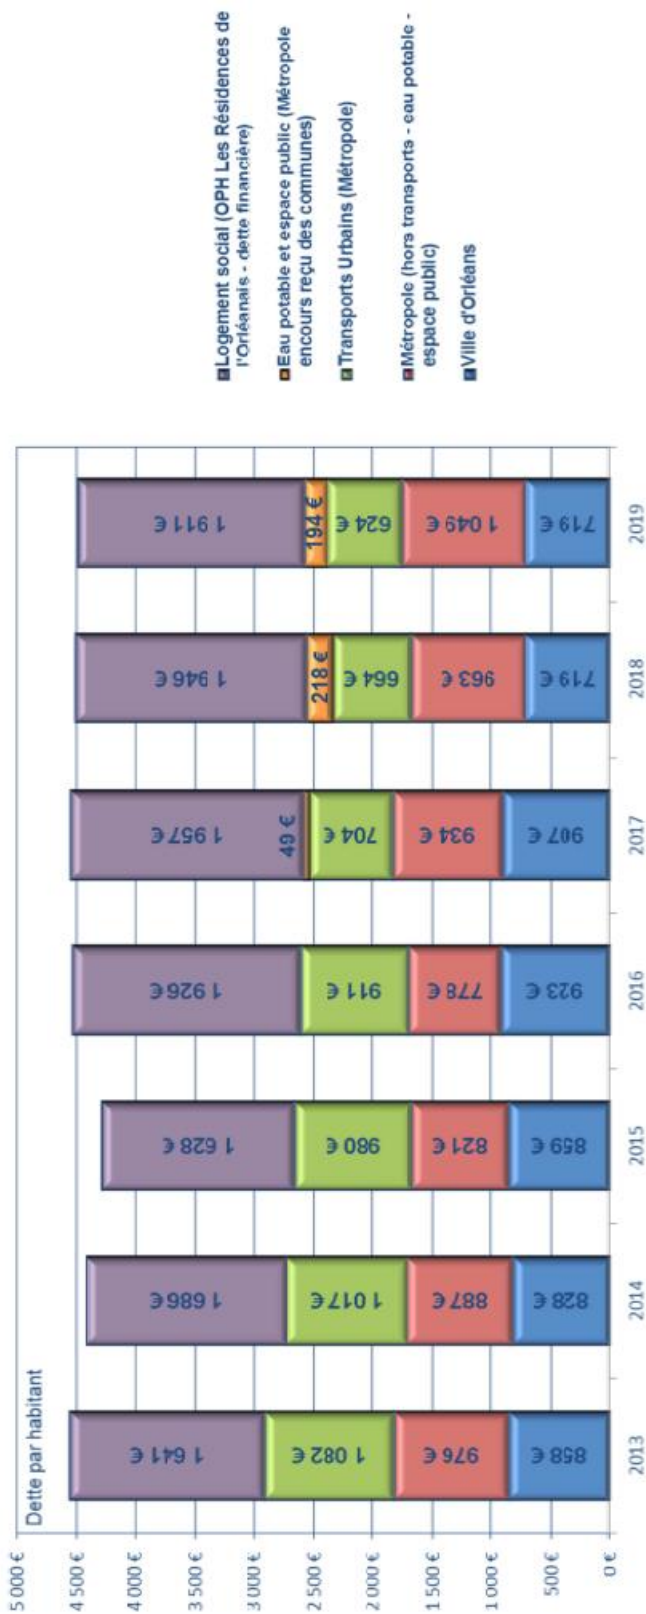 Dette par habitant
5 000 €
4 500 €
4 000 €
3 500 €
3 000 €
2 500 €
2 000 €
1 500 €
1 000 €
500 €
0 €
1 641 €
1 082 €
976 €
858 €
1 686 €
1 017 €
887 €
828 €
1 628 €
980 €
821 €
859 €
1 926 €
911 €
778 €
923 €
1 957 €
49 €
704 €
934 €
907 €
1 946 €
218 €
664 €
963 €
719 €
1 911 €
194 €
624 €
1 049 €
719 €
2013
2014
2015
2016
2017
2018
2019
Logement social (OPH Les Résidences de
l'Orléanais - dette financière)
Eau potable et espace public (Métropole
encours reçu des communes)
Transports Urbains (Métropole)
Métropole (hors transports - eau potable -
espace public)
Ville d'Orléans